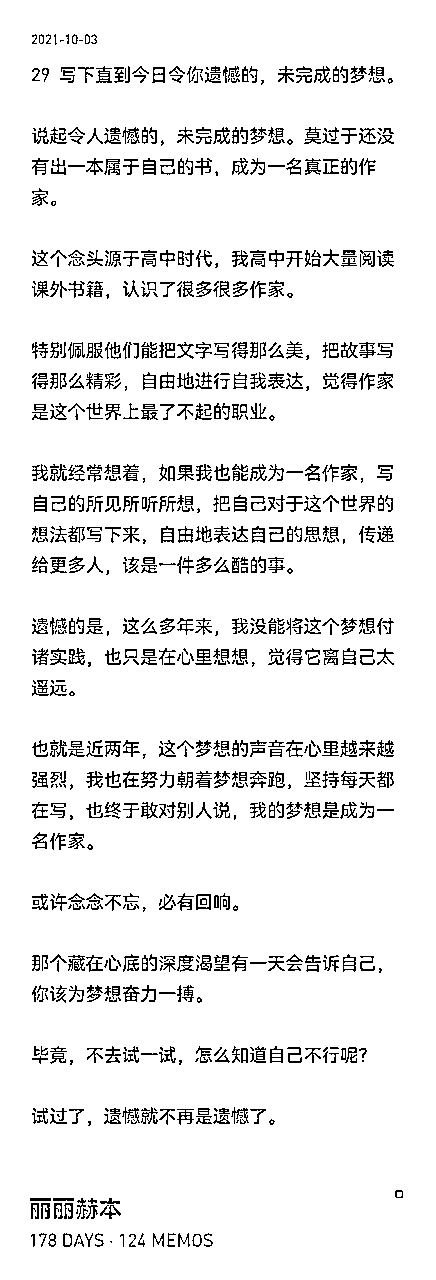 2021-10-03
29 写下直到今日令你遗憾的，未完成的梦想。
说起令人遗憾的，未完成的梦想。莫过于还没
有出一本属于自己的书，成为一名真正的作
家。
这个念头源于高中时代，我高中开始大量阅读
课外书籍，认识了很多很多作家。
特别佩服他们能把文字写得那么美，把故事写
得那么精彩，自由地进行自我表达，觉得作家
是这个世界上最了不起的职业。
我就经常想着，如果我也能成为一名作家，写
自己的所见所听所想，把自己对于这个世界的
想法都写下来，自由地表达自己的思想，传递
给更多人，该是一件多么酷的事。
遗憾的是，这么多年来，我没能将这个梦想付
诸实践，也只是在心里想想，觉得它离自己太
遥远。
也就是近两年，这个梦想的声音在心里越来越
强烈，我也在努力朝着梦想奔跑，坚持每天都
在写，也终于敢对别人说，我的梦想是成为一
名作家。
或许念念不忘，必有回响。
那个藏在心底的深度渴望有一天会告诉自己，
你该为梦想奋力一搏。
毕竟，不去试一试，怎么知道自己不行呢？
试过了，遗憾就不再是遗憾了。
丽丽赫本
178 DAYS · 124 MEMOS